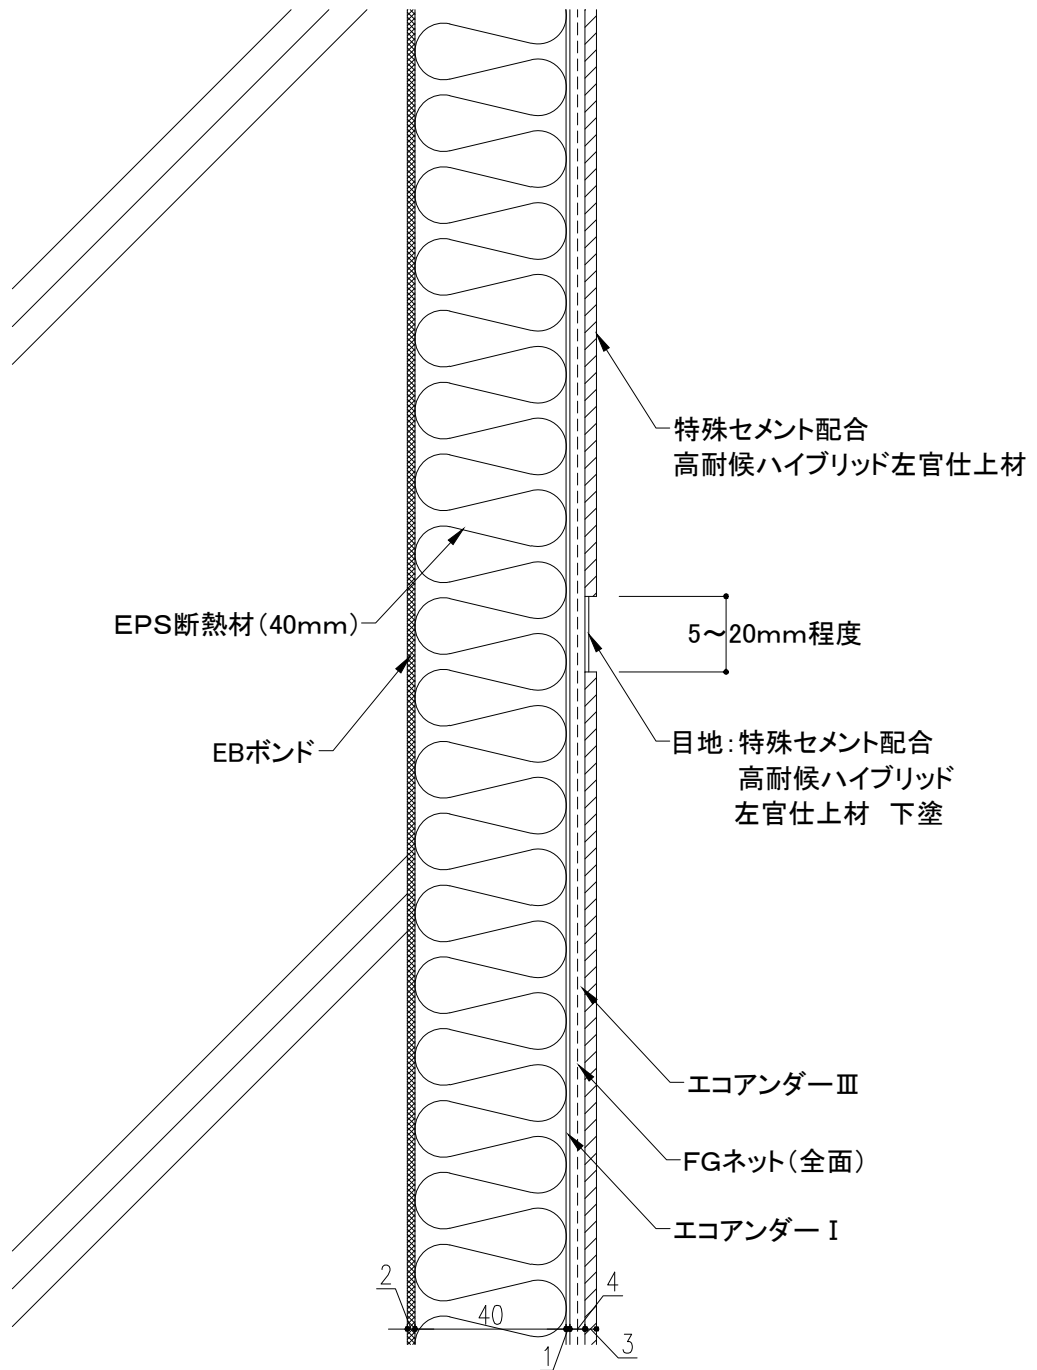 特殊セメント配合
高耐候ハイブリッド左官仕上材
EPS断熱材（40mm）
5～20mm程度
EBボンド
目地：特殊セメント配合
高耐候ハイブリッド
左官仕上材　下塗
エコアンダーⅢ
FGネット（全面）
エコアンダーⅠ
2
40
4
1
3